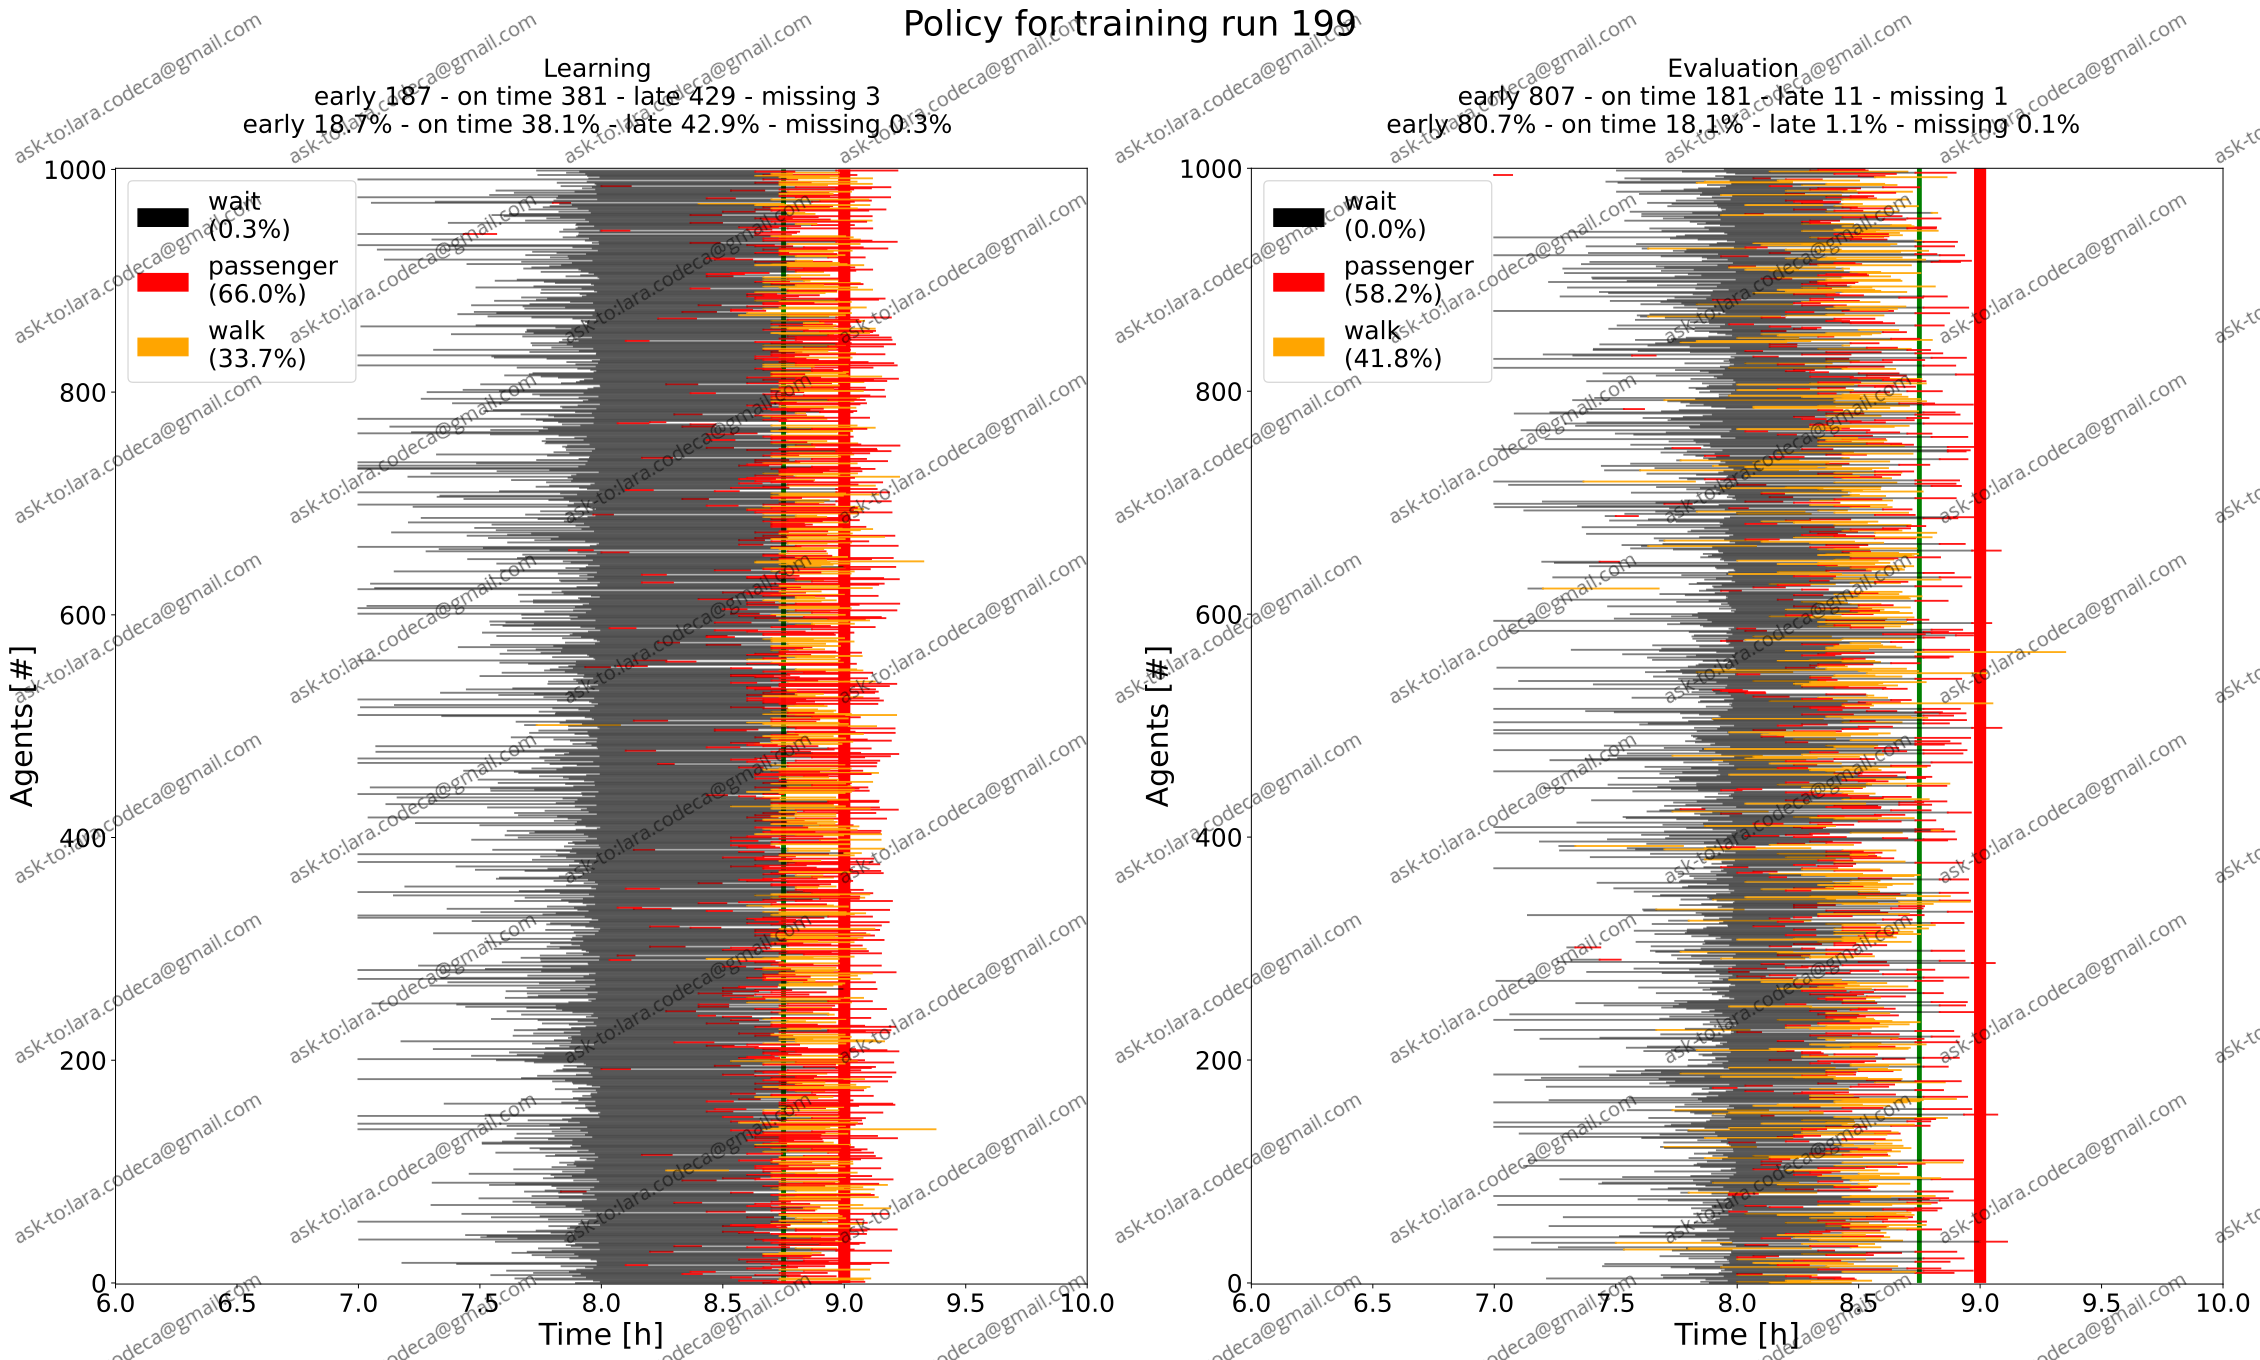 Policy for training run 199
Learning
early 187 - on time 381 - late 429 - missing 3
early 18.7% - on time 38.1% - late 42.9% - missing 0.3%
1000
800
600
400
200
0
Agents [#]
wait
(0.3%)
passenger
(66.0%)
walk
(33.7%)
6.0 6.5 7.0 7.5 8.0 8.5 9.0 9.5 10.0
Time [h]
Evaluation
early 807 - on time 181 - late 11 - missing 1
early 80.7% - on time 18.1% - late 1.1% - missing 0.1%
1000
800
600
400
200
0
Agents [#]
wait
(0.0%)
passenger
(58.2%)
walk
(41.8%)
6.0 6.5 7.0 7.5 8.0 8.5 9.0 9.5 10.0
Time [h]
ask-to:lara.codeca@gmail.com